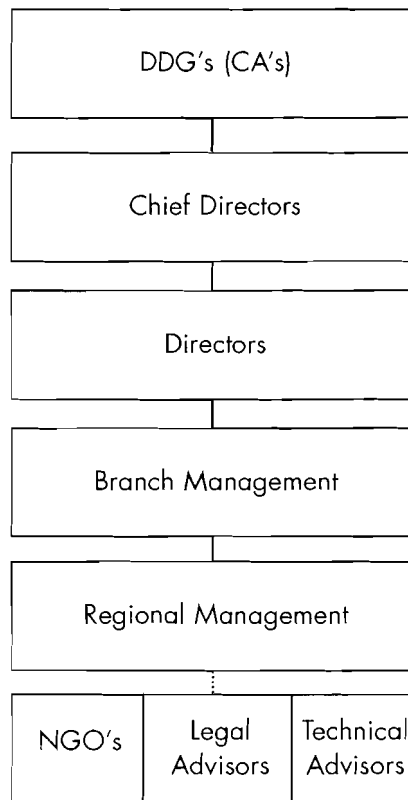 DDG's (CA's)
Chief Directors
Directors
Branch Management
Regional Management
NGO's
Legal
Advisors
Technical
Advisors